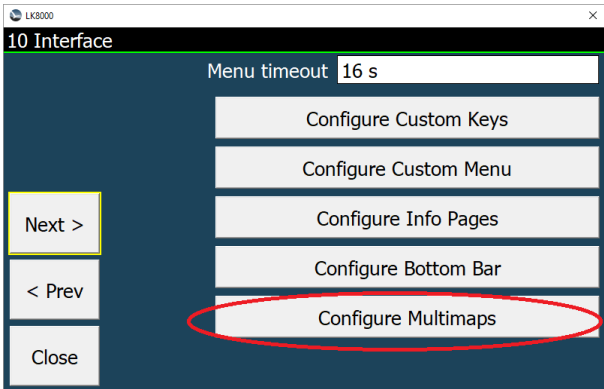 LK8000
10 Interface
Menu timeout 16 s
Configure Custom Keys
Configure Custom Menu
Configure Info Pages
Configure Bottom Bar
Configure Multimaps
Next >
< Prev
Close